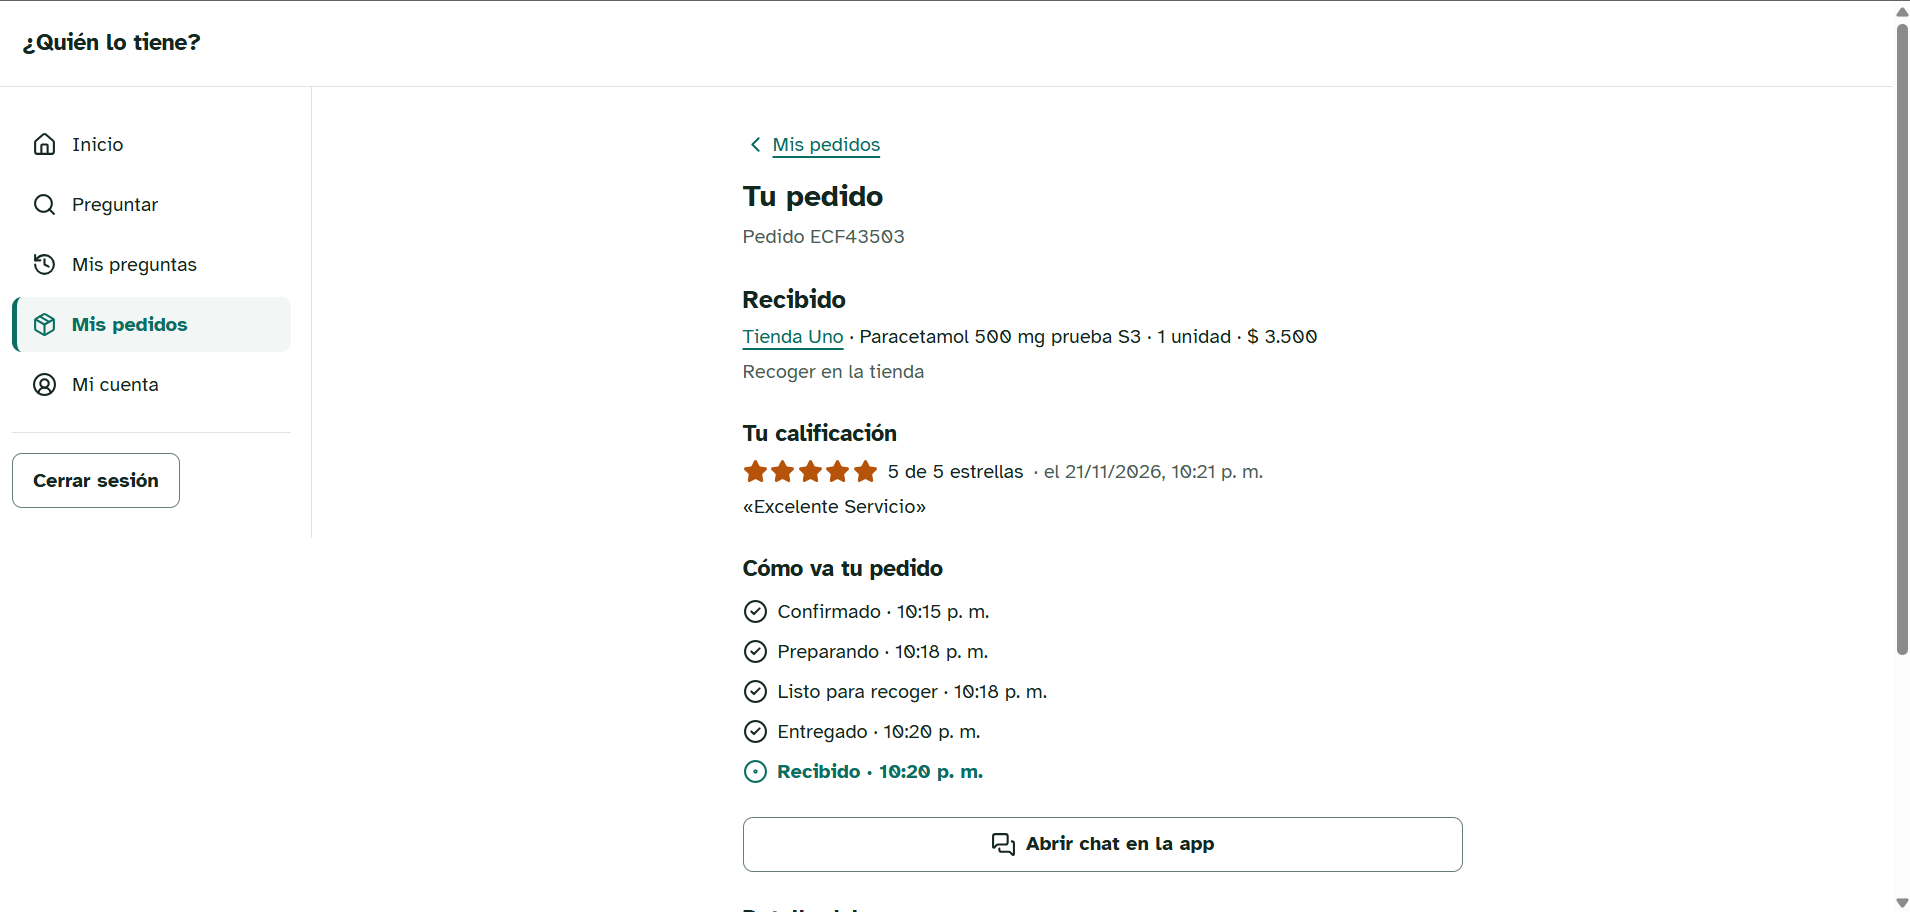 ¿Quién lo tiene?
Inicio
Preguntar
Mis preguntas
Mis pedidos
Mi cuenta
Cerrar sesión
Mis pedidos
Tu pedido
Pedido ECF43503
Recibido
Tienda Uno · Paracetamol 500 mg prueba S3 · 1 unidad · $ 3.500
Recoger en la tienda
Tu calificación
5 de 5 estrellas · el 21/11/2026, 10:21 p. m.
«Excelente Servicio»
Cómo va tu pedido
Confirmado · 10:15 p. m.
Preparando · 10:18 p. m.
Listo para recoger · 10:18 p. m.
Entregado · 10:20 p. m.
Recibido · 10:20 p. m.
Abrir chat en la app